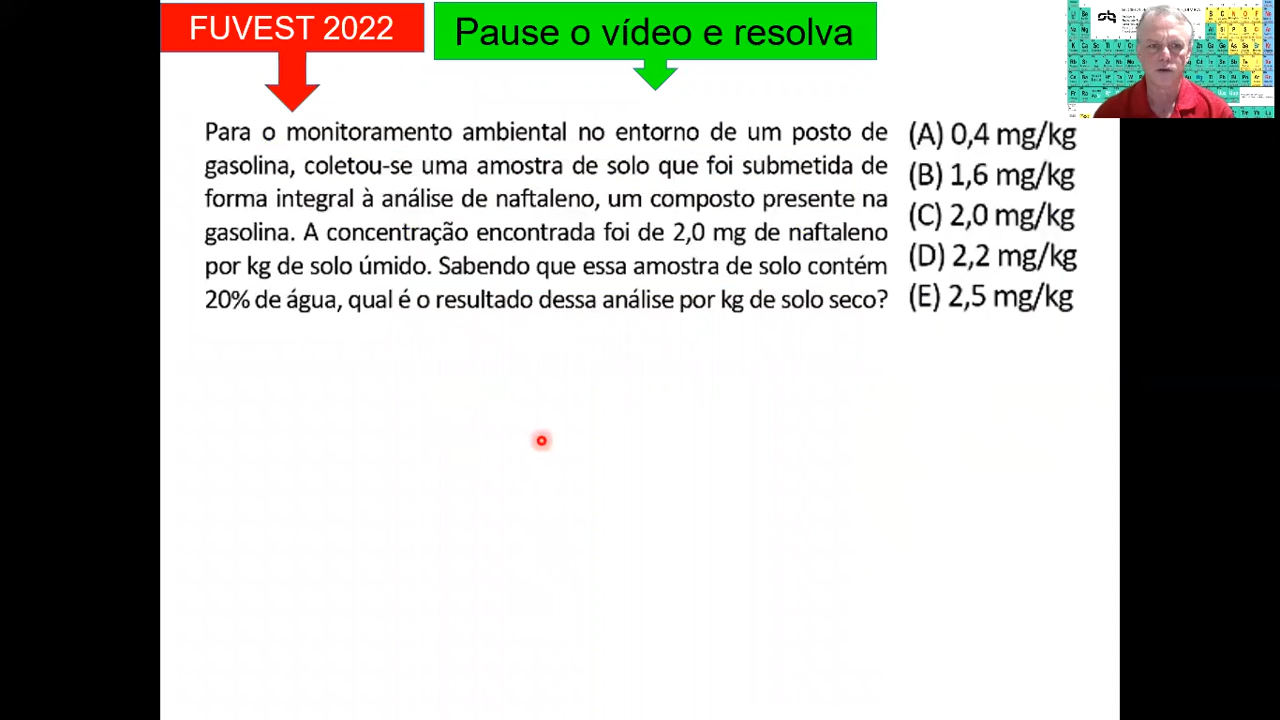 FUVEST 2022
Pause o vídeo e resolva
Para o monitoramento ambiental no entorno de um posto de
gasolina, coletou-se uma amostra de solo que foi submetida de
forma integral à análise de naftaleno, um composto presente na
gasolina. A concentração encontrada foi de 2,0 mg de naftaleno
por kg de solo úmido. Sabendo que essa amostra de solo contém
20% de água, qual é o resultado dessa análise por kg de solo seco?
(A) 0,4 mg/kg
(B) 1,6 mg/kg
(C) 2,0 mg/kg
(D) 2,2 mg/kg
(E) 2,5 mg/kg